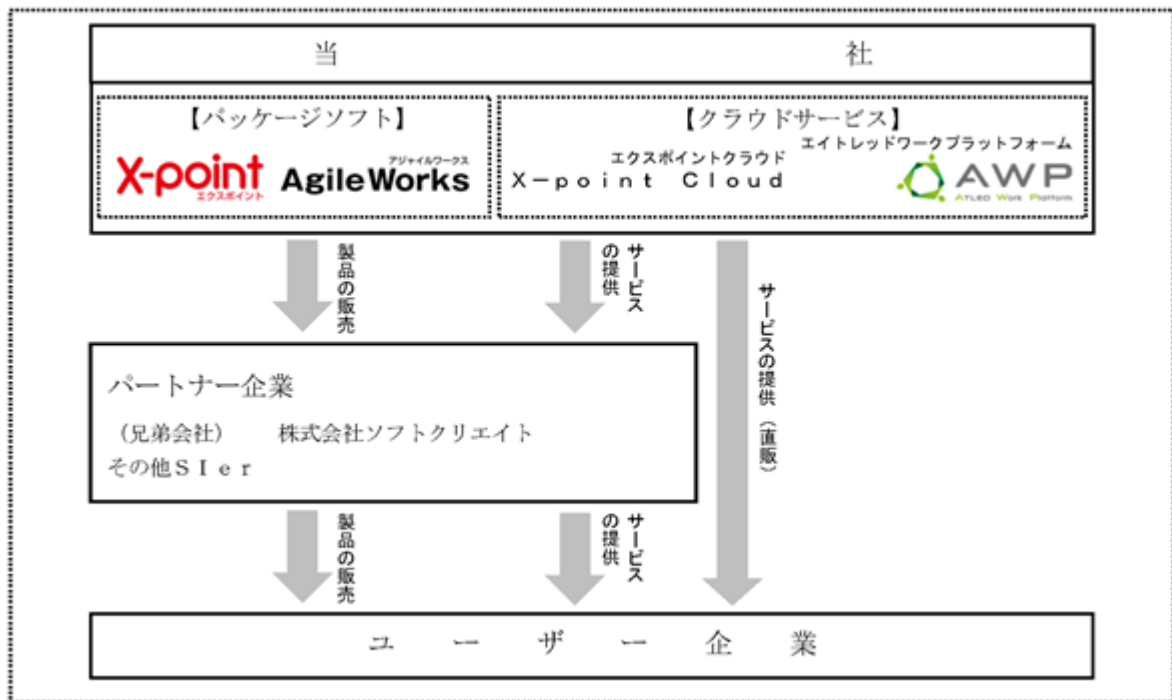 当社
【パッケージソフト】
X-point
エクスポイント
アジャイルワークス
AgileWorks
【クラウドサービス】
エクスポイントクラウド
X-point Cloud
エイトレッドワークプラットフォーム
AWP
ATLED Work Platform
製品の販売
サービス
の提供
サービスの提供（直販）
パートナー企業
（兄弟会社）　　株式会社ソフトクリエイト
その他SIer
製品の販売
サービス
の提供
ユーザー企業